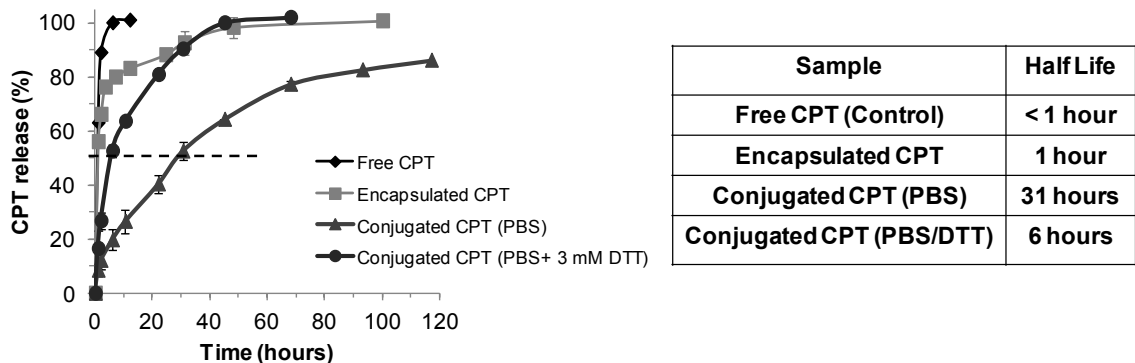 CPT release (%)
100
80
60
40
20
0
0 20 40 60 80 100 120
Time (hours)
Free CPT
Encapsulated CPT
Conjugated CPT (PBS)
Conjugated CPT (PBS+ 3 mM DTT)
Sample Half Life
Free CPT (Control) < 1 hour
Encapsulated CPT 1 hour
Conjugated CPT (PBS) 31 hours
Conjugated CPT (PBS/DTT) 6 hours